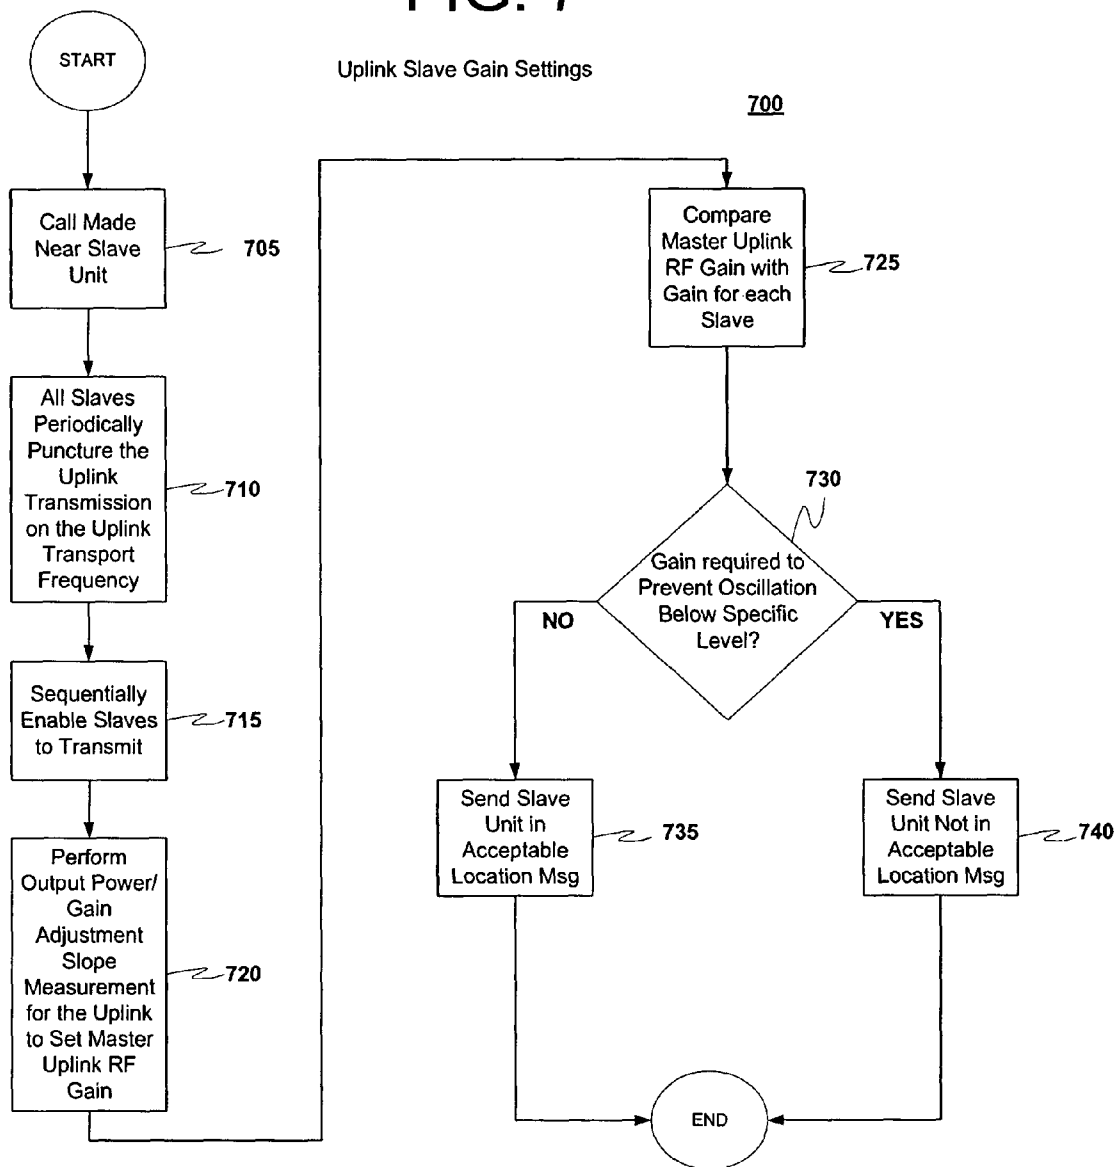 FIG. 7
START
Uplink Slave Gain Settings
700
Call Made
Near Slave
Unit
705
All Slaves
Periodically
Puncture the
Uplink
Transmission
on the Uplink
Transport
Frequency
710
Sequentially
Enable Slaves
to Transmit
715
Perform
Output Power/
Gain
Adjustment
Slope
Measurement
for the Uplink
to Set Master
Uplink RF
Gain
720
Compare
Master Uplink
RF Gain with
Gain for each
Slave
725
730
Gain required to
Prevent Oscillation
Below Specific
Level?
NO
YES
Send Slave
Unit in
Acceptable
Location Msg
735
Send Slave
Unit Not in
Acceptable
Location Msg
740
END